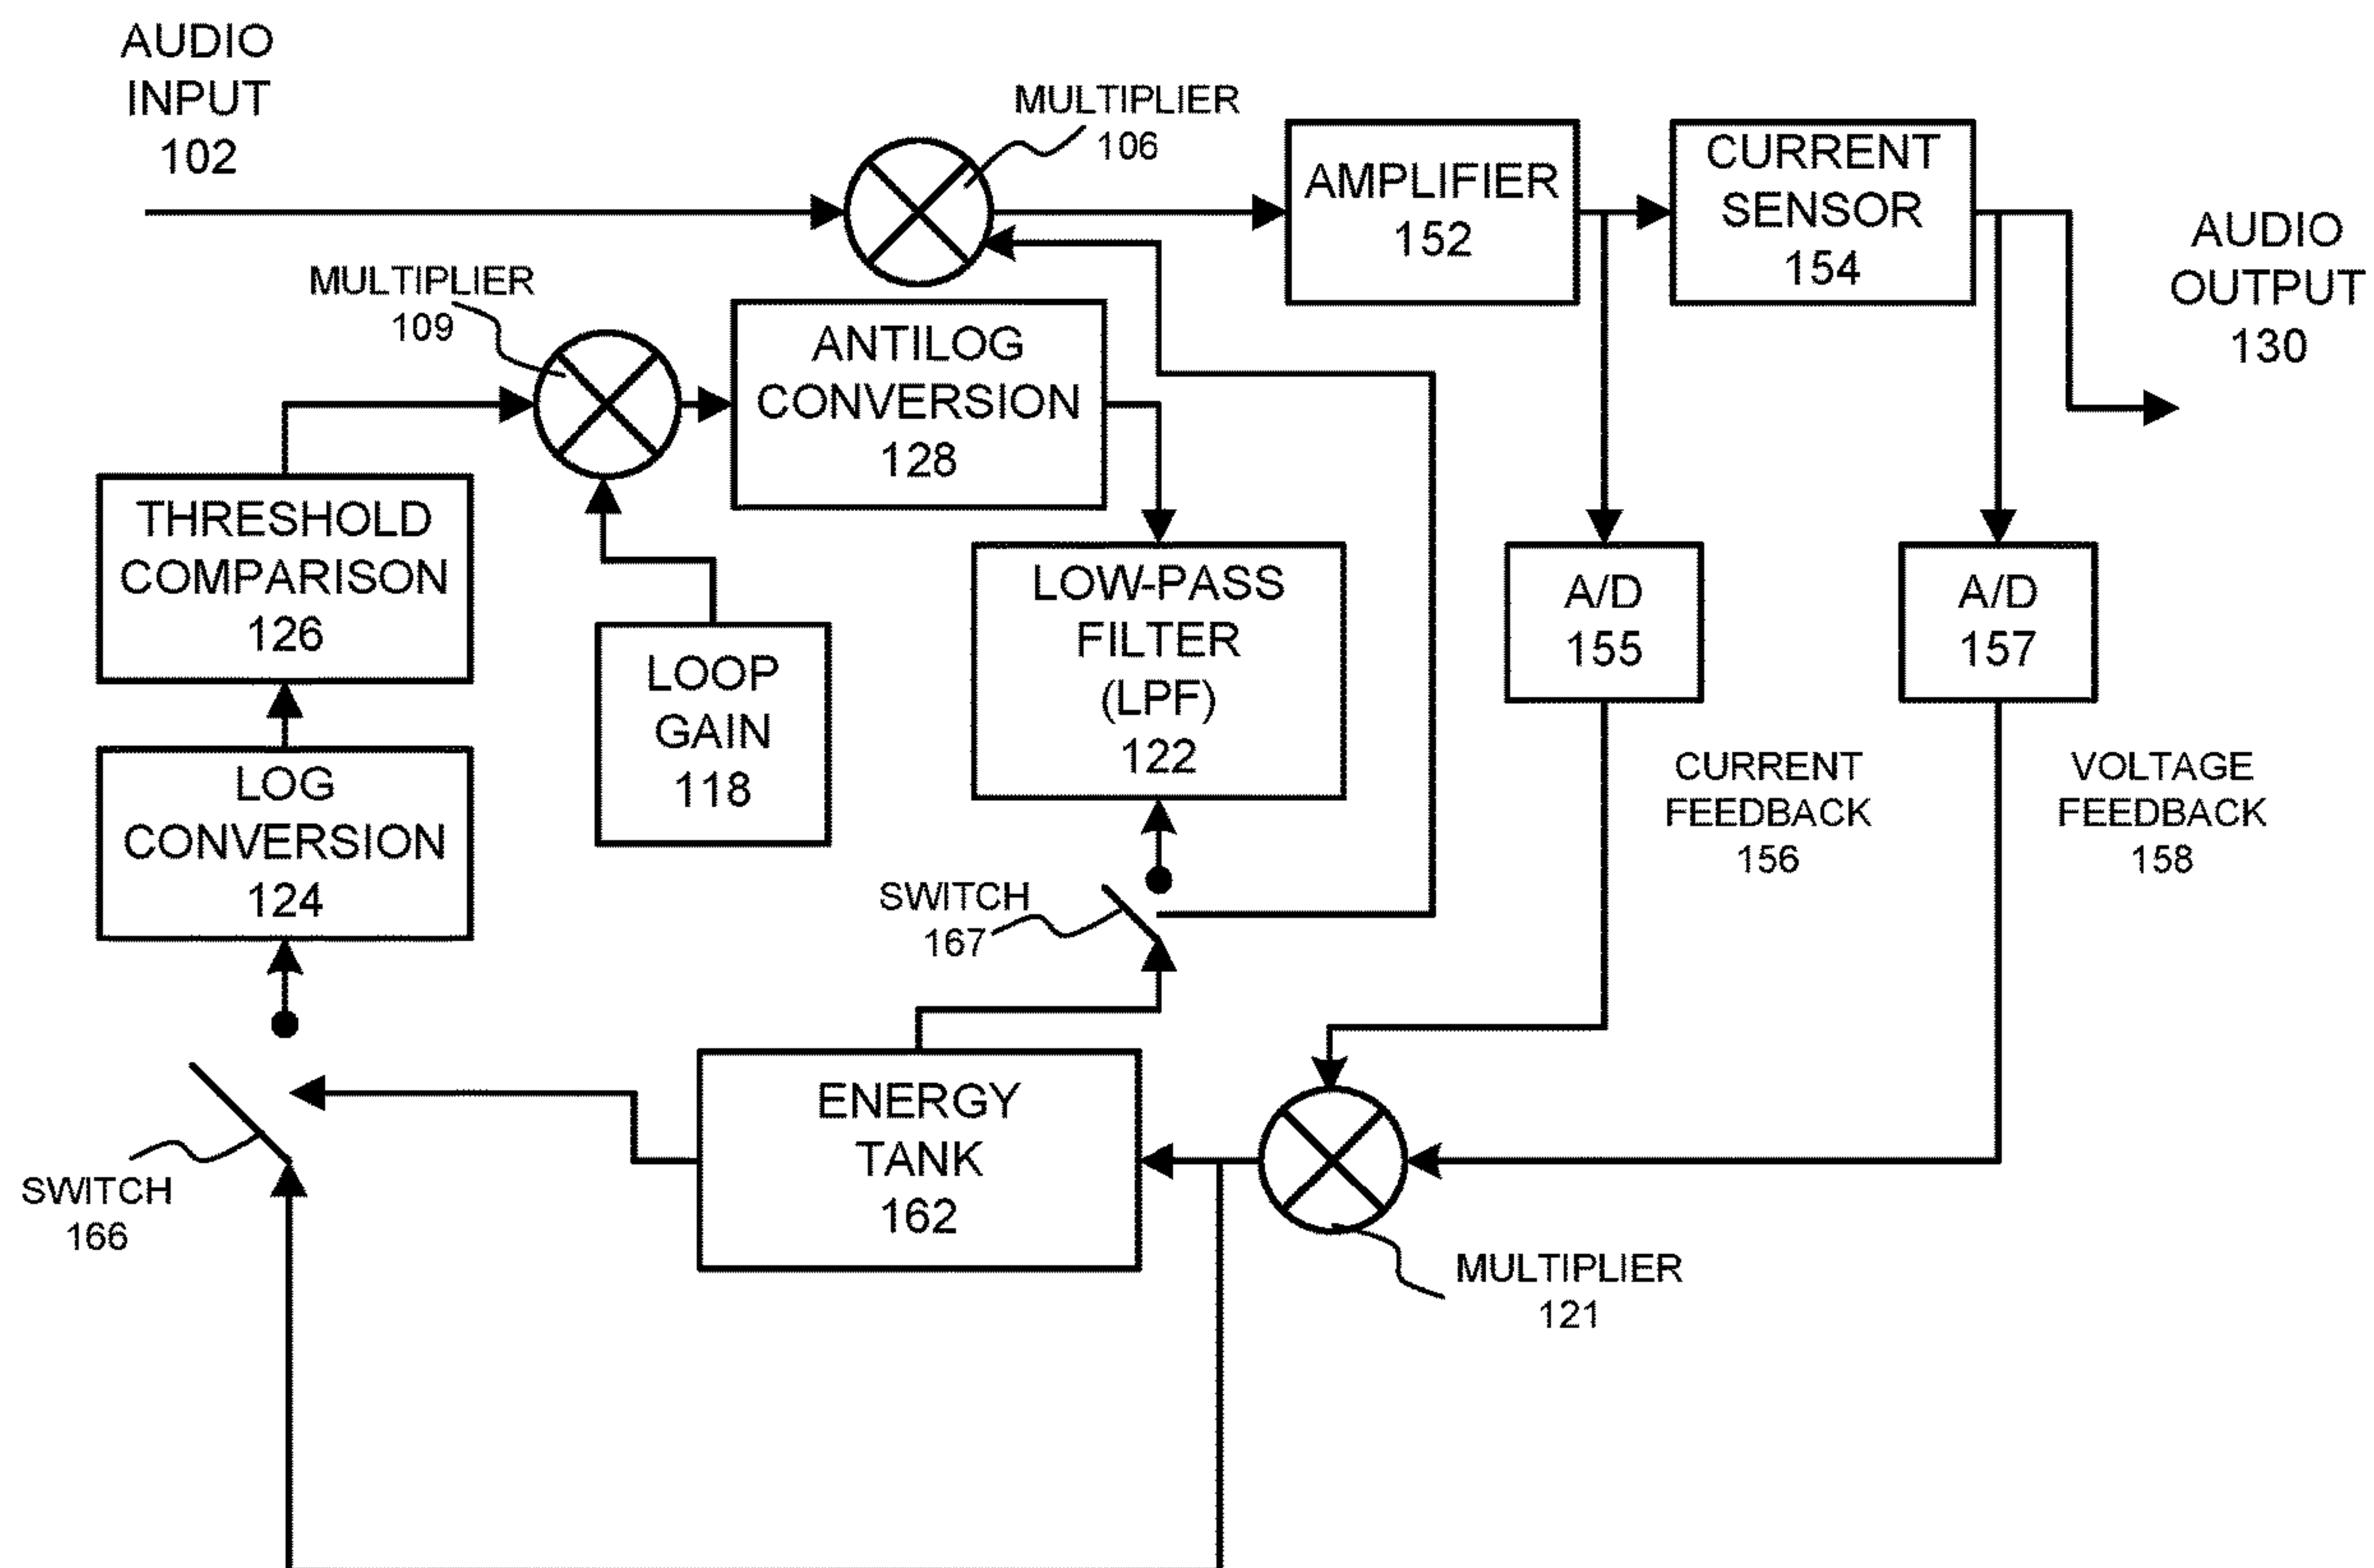 AUDIO
INPUT
102
MULTIPLIER
106
AMPLIFIER
152
CURRENT
SENSOR
154
AUDIO
OUTPUT
130
MULTIPLIER
109
ANTILOG
CONVERSION
128
THRESHOLD
COMPARISON
126
LOOP
GAIN
118
LOW-PASS
FILTER
(LPF)
122
A/D
155
A/D
157
LOG
CONVERSION
124
CURRENT
FEEDBACK
156
VOLTAGE
FEEDBACK
158
SWITCH
167
ENERGY
TANK
162
SWITCH
166
MULTIPLIER
121